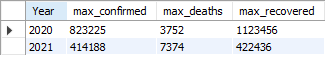 Year max_confirmed max_deaths max_recovered
2020 823225 3752 1123456
2021 414188 7374 422436